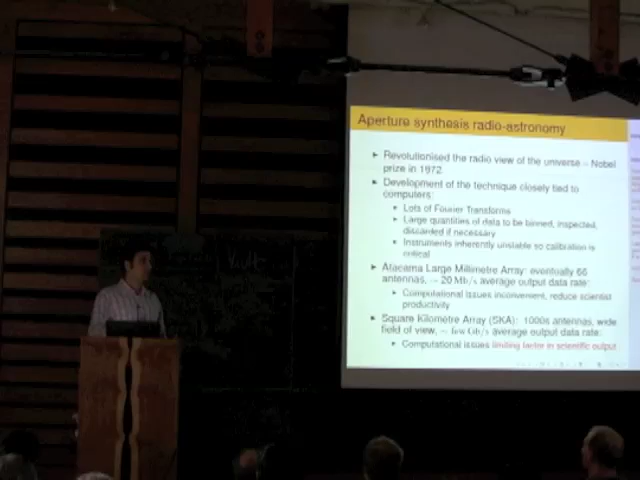 Aperture synthesis radio-astronomy
Revolutionised the radio view of the universe – Nobel
prize in 1972.
Development of the technique closely tied to
computers:
Lots of Fourier Transforms
Large quantities of data to be binned, inspected,
discarded if necessary
Instruments inherently unstable so calibration is
critical
Atacama Large Millimetre Array: eventually 66
antennas, ~ 20 Mb/s average output data rate:
Computational issues inconvenient, reduce scientist
productivity
Square Kilometre Array (SKA): 1000s antennas, wide
field of view, ~ few Gb/s average output data rate:
Computational issues limiting factor in scientific output